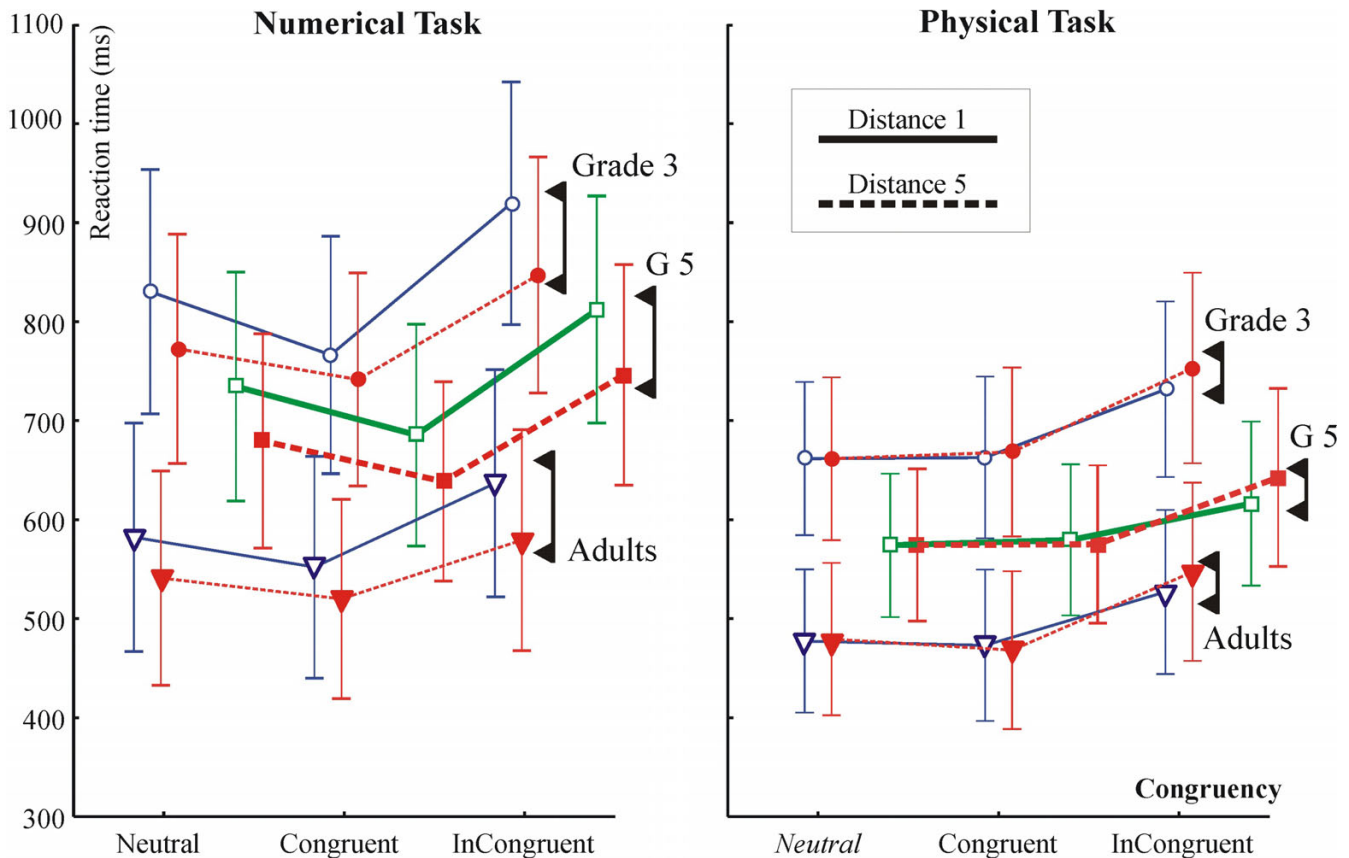 Numerical Task
Physical Task
Reaction time (ms)
1100
1000
900
800
700
600
500
400
300
Grade 3
G 5
Adults
Neutral
Congruent
InCongruent
Distance 1
Distance 5
Grade 3
G 5
Adults
Congruency
Neutral
Congruent
InCongruent